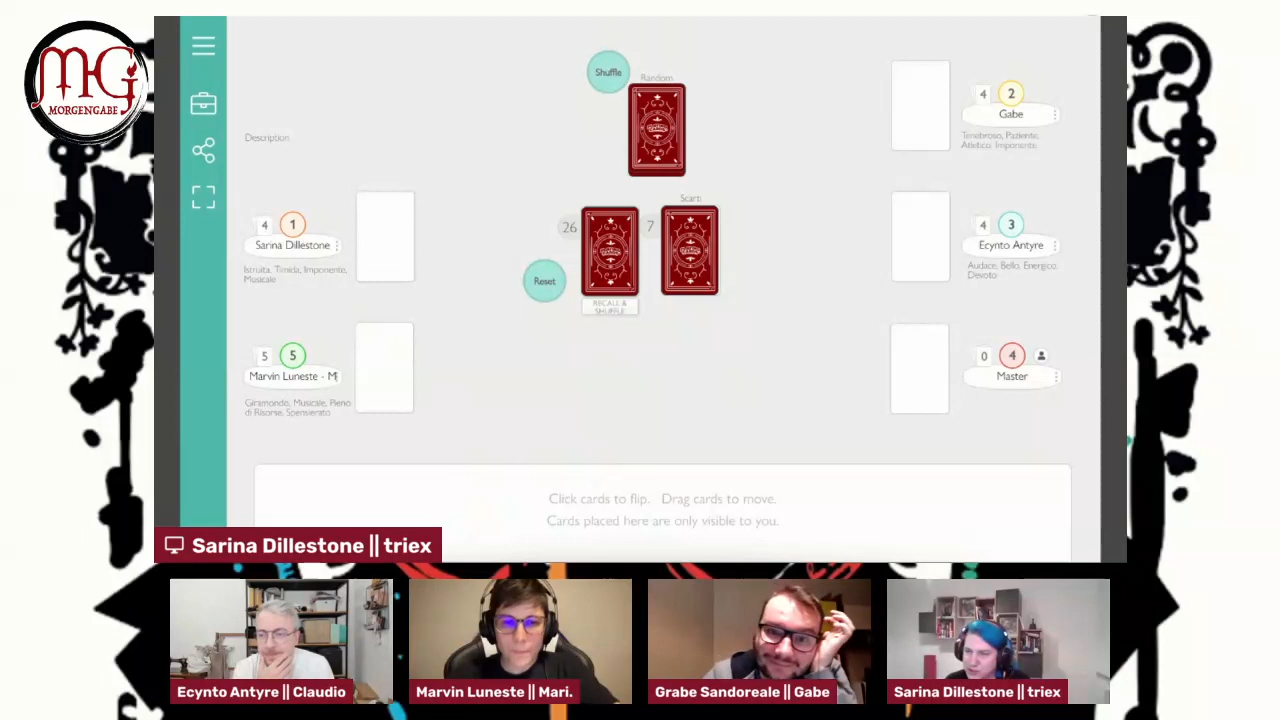 MG
MORGENGABE
Shuffle
Random
4
2
Gabe
Tenebroso, Paziente,
Atletico, Imponente,
Description
Scarti
4
1
Sarina Dillestone
Istruita, Timida, Imponente,
Musicale
26
7
4
3
Ecynto Antyre
Audace, Bello, Energico,
Devoto
Reset
RECALL &
SHUFFLE
5
5
Marvin Luneste - M
Giramondo, Musicale, Pieno
di Risorse, Spensierato
0
4
Master
Click cards to flip. Drag cards to move.
Cards placed here are only visible to you.
Sarina Dillestone || triex
Ecynto Antyre || Claudio
Marvin Luneste || Mari.
Grabe Sandoreale || Gabe
Sarina Dillestone || triex